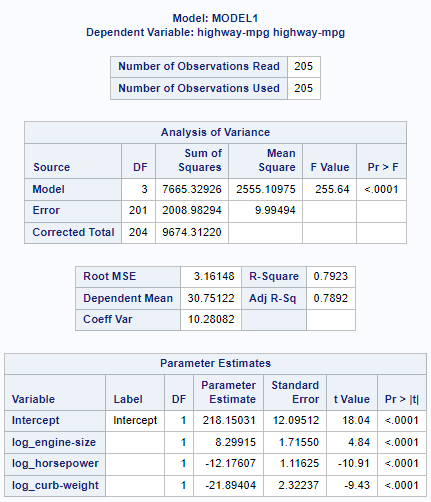 Model: MODEL1
Dependent Variable: highway-mpg highway-mpg
Number of Observations Read 205
Number of Observations Used 205
Analysis of Variance
Source DF Sum of Squares Mean Square F Value Pr > F
Model 3 7665.32926 2555.10975 255.64 <.0001
Error 201 2008.98294 9.99494
Corrected Total 204 9674.31220
Root MSE 3.16148 R-Square 0.7923
Dependent Mean 30.75122 Adj R-Sq 0.7892
Coeff Var 10.28082
Parameter Estimates
Variable Label DF Parameter Estimate Standard Error t Value Pr > |t|
Intercept Intercept 1 218.15031 12.09512 18.04 <.0001
log_engine-size 1 8.29915 1.71550 4.84 <.0001
log_horsepower 1 -12.17607 1.11625 -10.91 <.0001
log_curb-weight 1 -21.89404 2.32237 -9.43 <.0001